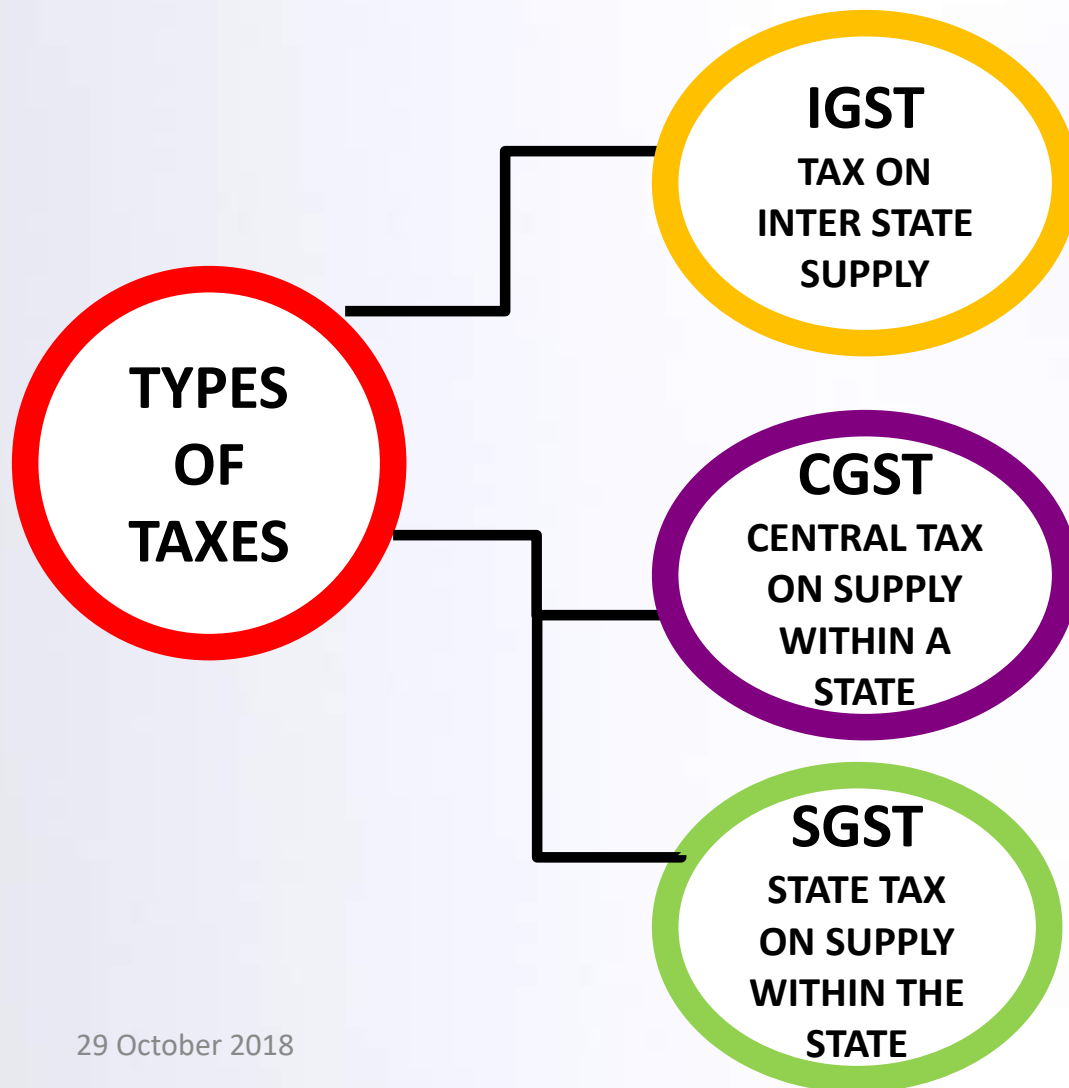 TYPES
OF
TAXES
IGST
TAX ON
INTER STATE
SUPPLY
CGST
CENTRAL TAX
ON SUPPLY
WITHIN A
STATE
SGST
STATE TAX
ON SUPPLY
WITHIN THE
STATE
29 October 2018